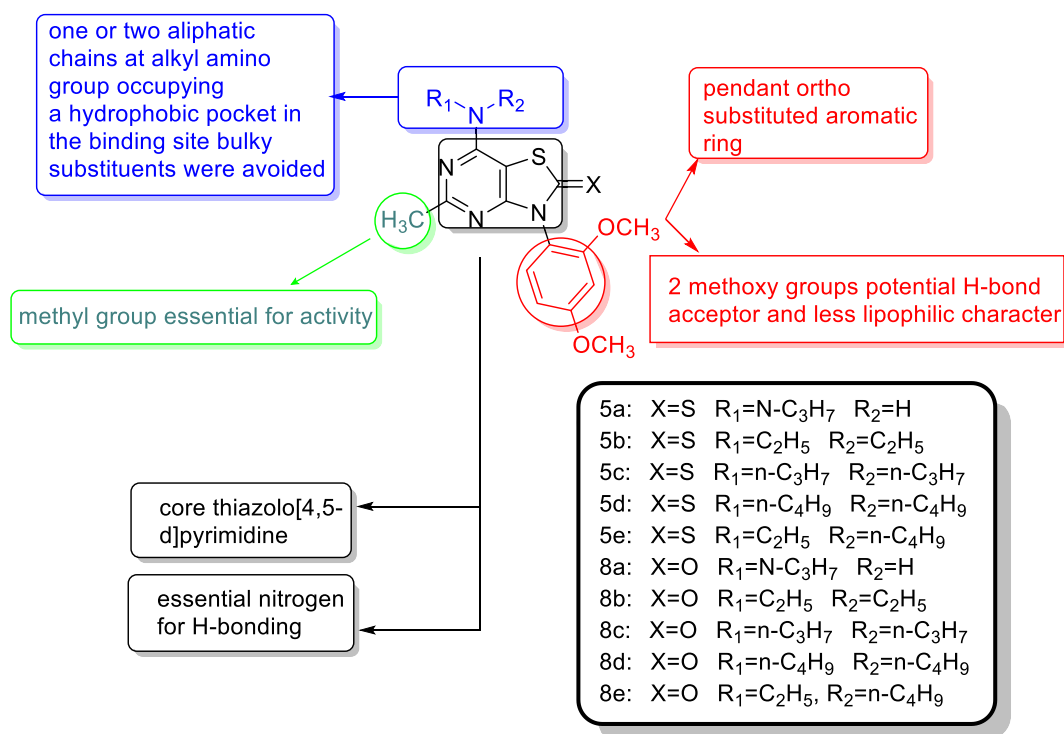 one or two aliphatic
chains at alkyl amino
group occupying
a hydrophobic pocket in
the binding site bulky
substituents were avoided
R₁ R₂
N
pendant ortho
substituted aromatic
ring
N
S
X
N
N
H₃C
OCH₃
OCH₃
2 methoxy groups potential H-bond
acceptor and less lipophilic character
methyl group essential for activity
core thiazolo[4,5-
d]pyrimidine
essential nitrogen
for H-bonding
5a: X=S R₁=N-C₃H₇ R₂=H
5b: X=S R₁=C₂H₅ R₂=C₂H₅
5c: X=S R₁=n-C₃H₇ R₂=n-C₃H₇
5d: X=S R₁=n-C₄H₉ R₂=n-C₄H₉
5e: X=S R₁=C₂H₅ R₂=n-C₄H₉
8a: X=O R₁=N-C₃H₇ R₂=H
8b: X=O R₁=C₂H₅ R₂=C₂H₅
8c: X=O R₁=n-C₃H₇ R₂=n-C₃H₇
8d: X=O R₁=n-C₄H₉ R₂=n-C₄H₉
8e: X=O R₁=C₂H₅, R₂=n-C₄H₉